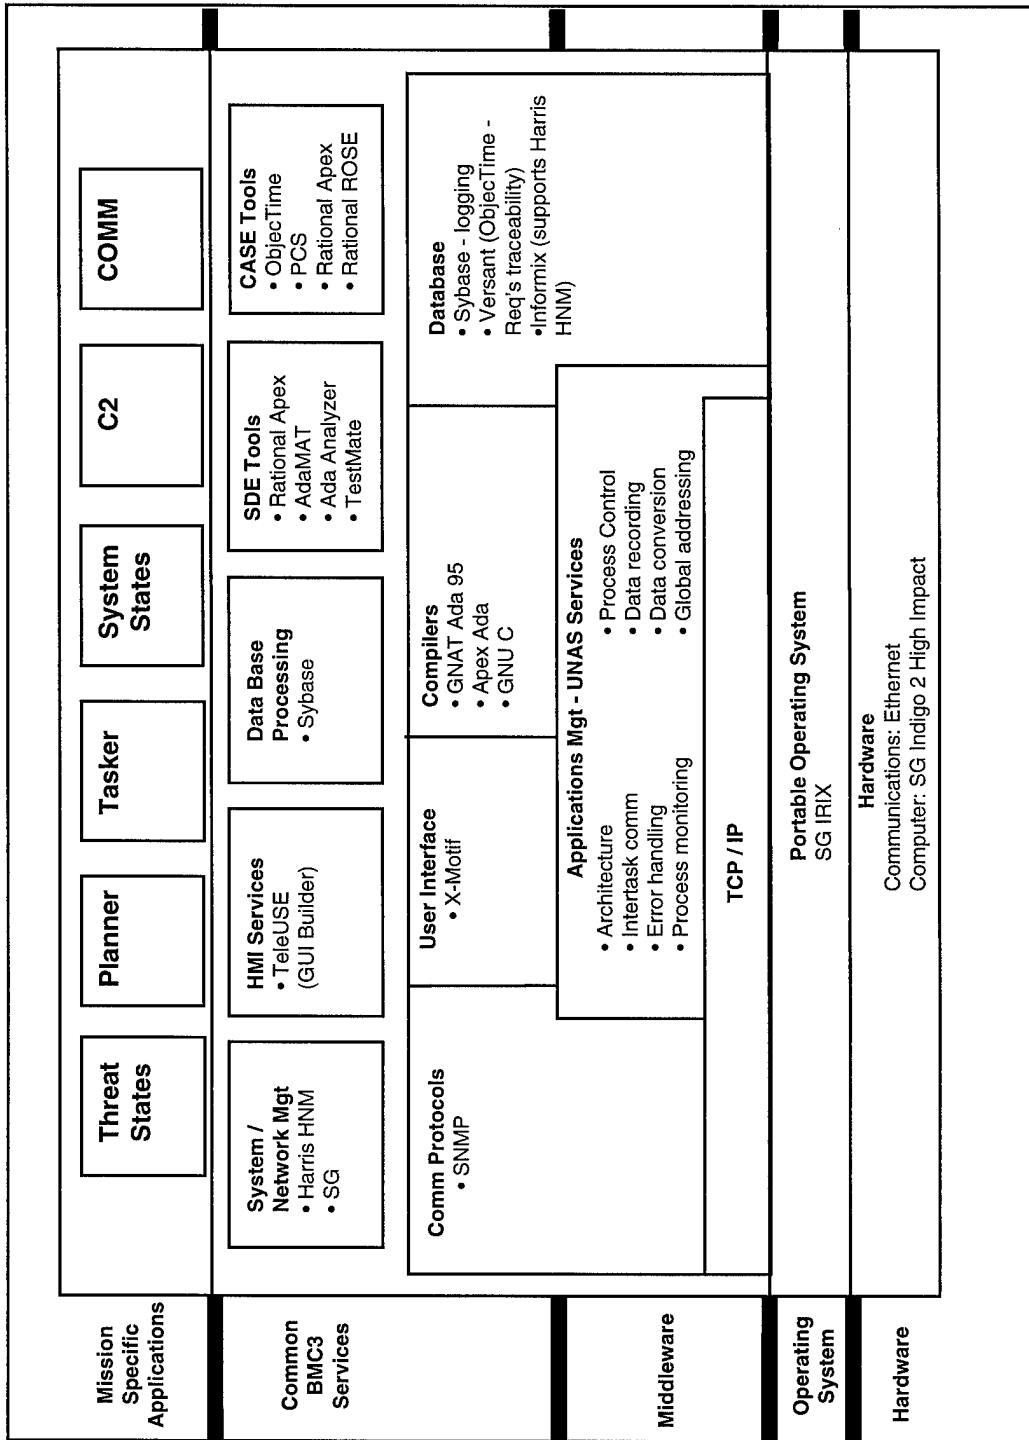 Mission
Specific
Applications
Threat
States
Planner
Tasker
System
States
C2
COMM
Common
BMC3
Services
System /
Network Mgt
• Harris HNM
• SG
HMI Services
• TeleUSE
(GUI Builder)
Data Base
Processing
• Sybase
SDE Tools
• Rational Apex
• AdaMAT
• Ada Analyzer
• TestMate
CASE Tools
• ObjecTime
• PCS
• Rational Apex
• Rational ROSE
Comm Protocols
• SNMP
User Interface
• X-Motif
Compilers
• GNAT Ada 95
• Apex Ada
• GNU C
Database
• Sybase - logging
• Versant (ObjecTime -
Req's traceability)
•Informix (supports Harris
HNM)
Middleware
Applications Mgt - UNAS Services
• Architecture
• Intertask comm
• Error handling
• Process monitoring
• Process Control
• Data recording
• Data conversion
• Global addressing
TCP / IP
Operating
System
Portable Operating System
SG IRIX
Hardware
Hardware
Communications: Ethernet
Computer: SG Indigo 2 High Impact